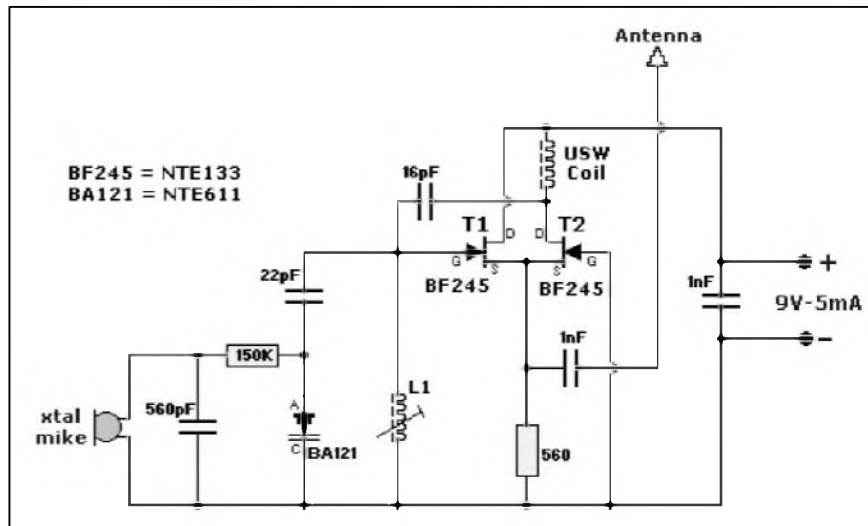 Antenna
BF245 = NTE133
BA121 = NTE611
16pF
USW
Coil
T1
T2
D
D
G
S
S
G
BF245
BF245
22pF
1nF
+
9V-5mA
-
1nF
150K
L1
560pF
xtal
mike
A
C
BA121
560